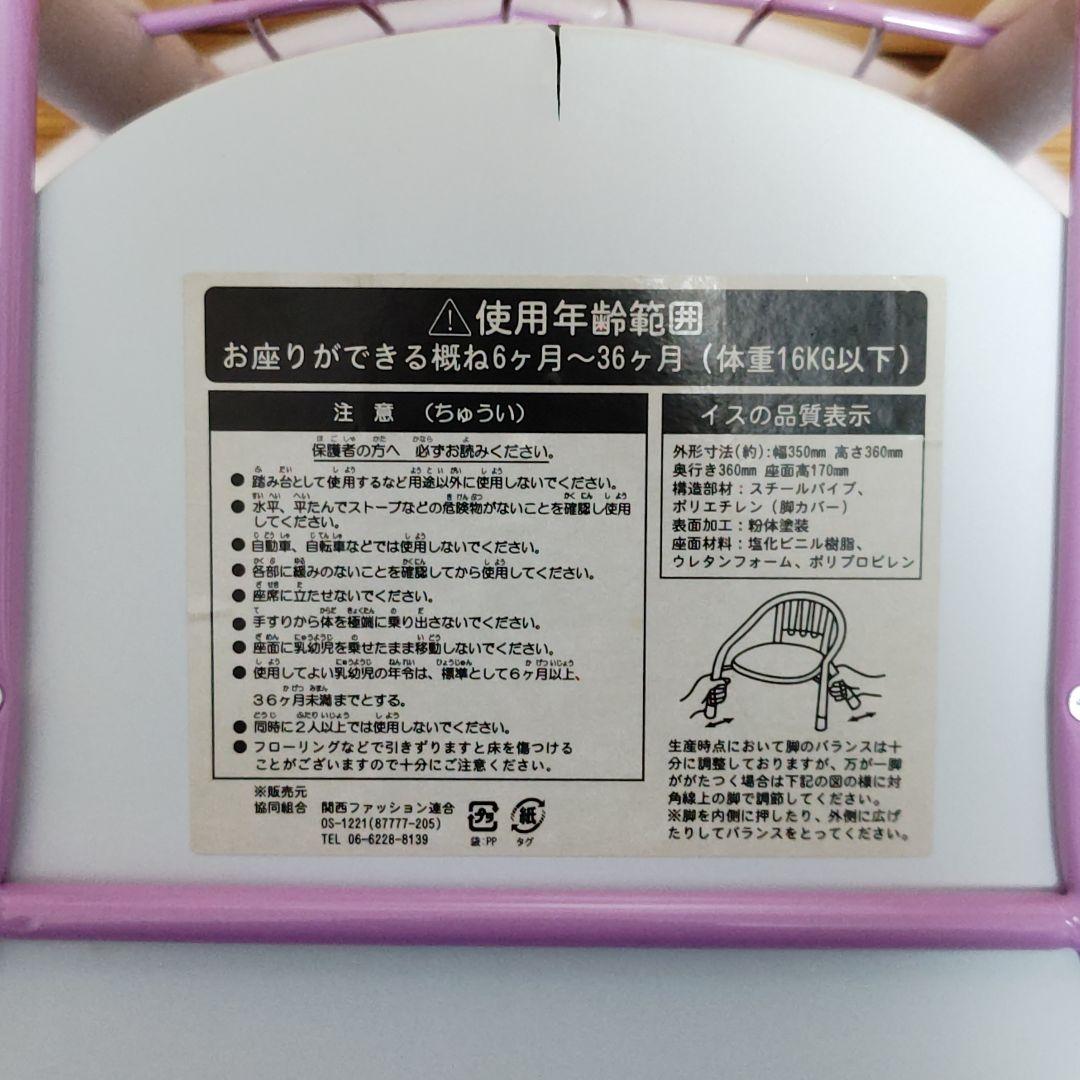 ⚠使用年齢範囲
お座りができる概ね6ヶ月～36ヶ月（体重16KG以下）
注 意 （ちゅうい）
保護者の方へ 必ずお読みください。
●踏み台として使用するなど用途以外に使用しないでください。
●水平、平たんでストーブなどの危険物がないことを確認し使用
してください。
●自動車、自転車などでは使用しないでください。
●各部に緩みのないことを確認してから使用してください。
●座席に立たせないでください。
●手すりから体を極端に乗り出さないでください。
●座面に乳幼児を乗せたまま移動しないでください。
●使用してよい乳幼児の年令は、標準として6ヶ月以上、
36ヶ月未満までとする。
●同時に2人以上では使用しないでください。
●フローリングなどで引きずりますと床を傷つける
ことがございますので十分にご注意ください。
※販売元
協同組合 関西ファッション連合
OS-1221(87777-205)
TEL 06-6228-8139
プラ
袋:PP
紙
タグ
イスの品質表示
外形寸法(約):幅350mm 高さ360mm
奥行き360mm 座面高170mm
構造部材：スチールパイプ、
ポリエチレン（脚カバー）
表面加工：粉体塗装
座面材料：塩化ビニル樹脂、
ウレタンフォーム、ポリプロピレン
生産時点において脚のバランスは十
分に調整しておりますが、万が一脚
ががたつく場合は下記の図の様に対
角線上の脚で調節してください。
※脚を内側に押したり、外側に広げ
たりしてバランスをとってください。